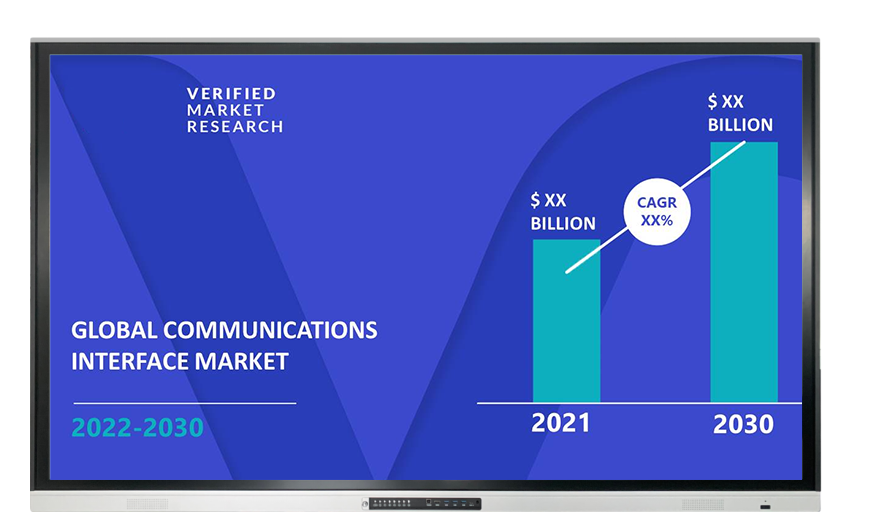 VERIFIED
MARKET
RESEARCH
GLOBAL COMMUNICATIONS
INTERFACE MARKET
2022-2030
$ XX
BILLION
CAGR
XX%
$ XX
BILLION
2021
2030